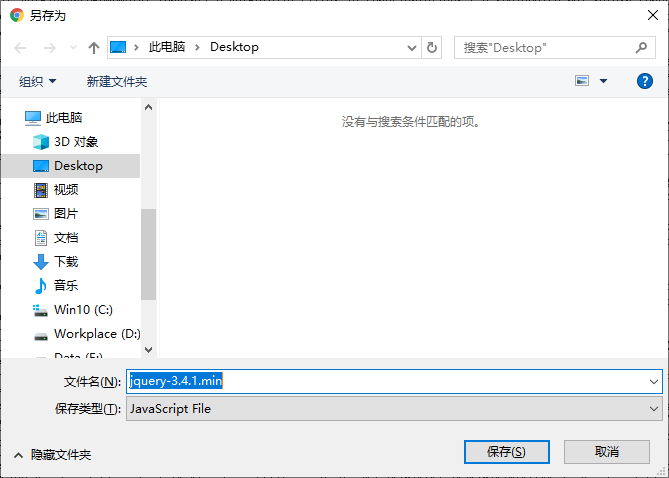 另存为
此电脑 Desktop
搜索"Desktop"
组织 新建文件夹
此电脑
3D 对象
Desktop
视频
图片
文档
下载
音乐
Win10 (C:)
Workplace (D:)
没有与搜索条件匹配的项。
文件名(N): jquery-3.4.1.min
保存类型(T): JavaScript File
隐藏文件夹 保存(S) 取消